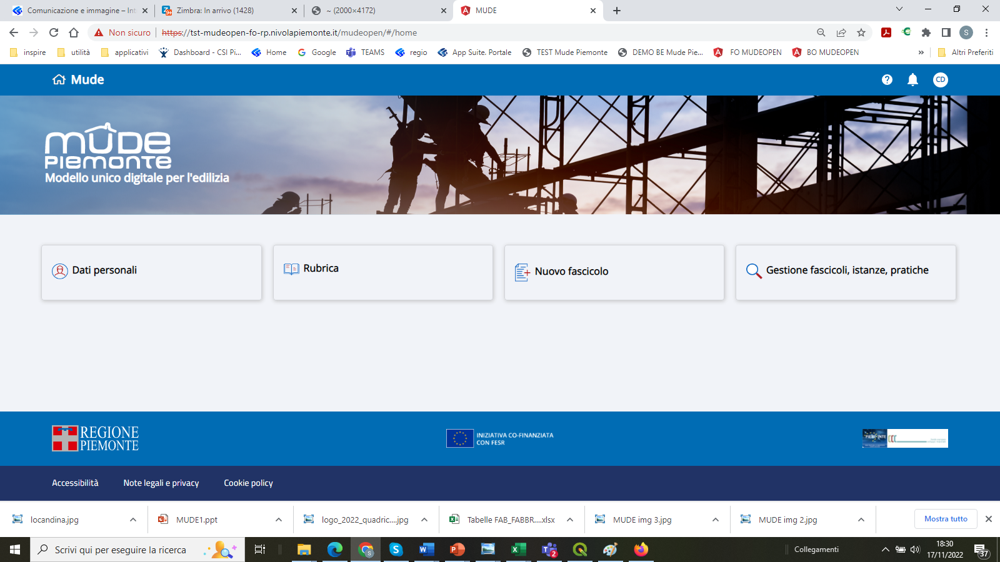 Comunicazione e immagine – Int
Zimbra: In arrivo (1428)
~ (2000×4172)
MUDE
Non sicuro
https://tst-mudeopen-fo-rp.nivolapiemonte.it/mudeopen/#/home
S
inspire
utilità
applicativi
Dashboard - CSI Pi...
Home
Google
TEAMS
regio
App Suite. Portale
TEST Mude Piemonte
DEMO BE Mude Pie...
FO MUDEOPEN
BO MUDEOPEN
»
Altri Preferiti
Mude
CD
MUDE
PIEMONTE
Modello unico digitale per l'edilizia
Dati personali
Rubrica
Nuovo fascicolo
Gestione fascicoli, istanze, pratiche
REGIONE
PIEMONTE
INIZIATIVA CO-FINANZIATA
CON FESR
Accessibilità
Note legali e privacy
Cookie policy
locandina.jpg
MUDE1.ppt
logo_2022_quadric....jpg
Tabelle FAB_FABBR....xlsx
MUDE img 3.jpg
MUDE img 2.jpg
Mostra tutto
Scrivi qui per eseguire la ricerca
2
Collegamenti
18:30
17/11/2022
37